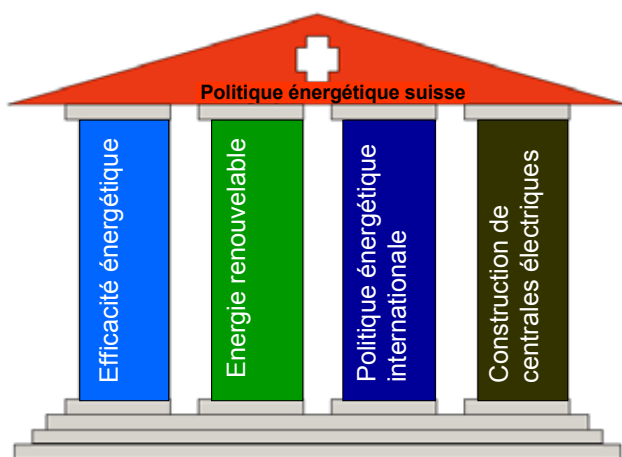 Politique énergétique suisse
Efficacité énergétique
Energie renouvelable
Politique énergétique
internationale
Construction de
centrales électriques